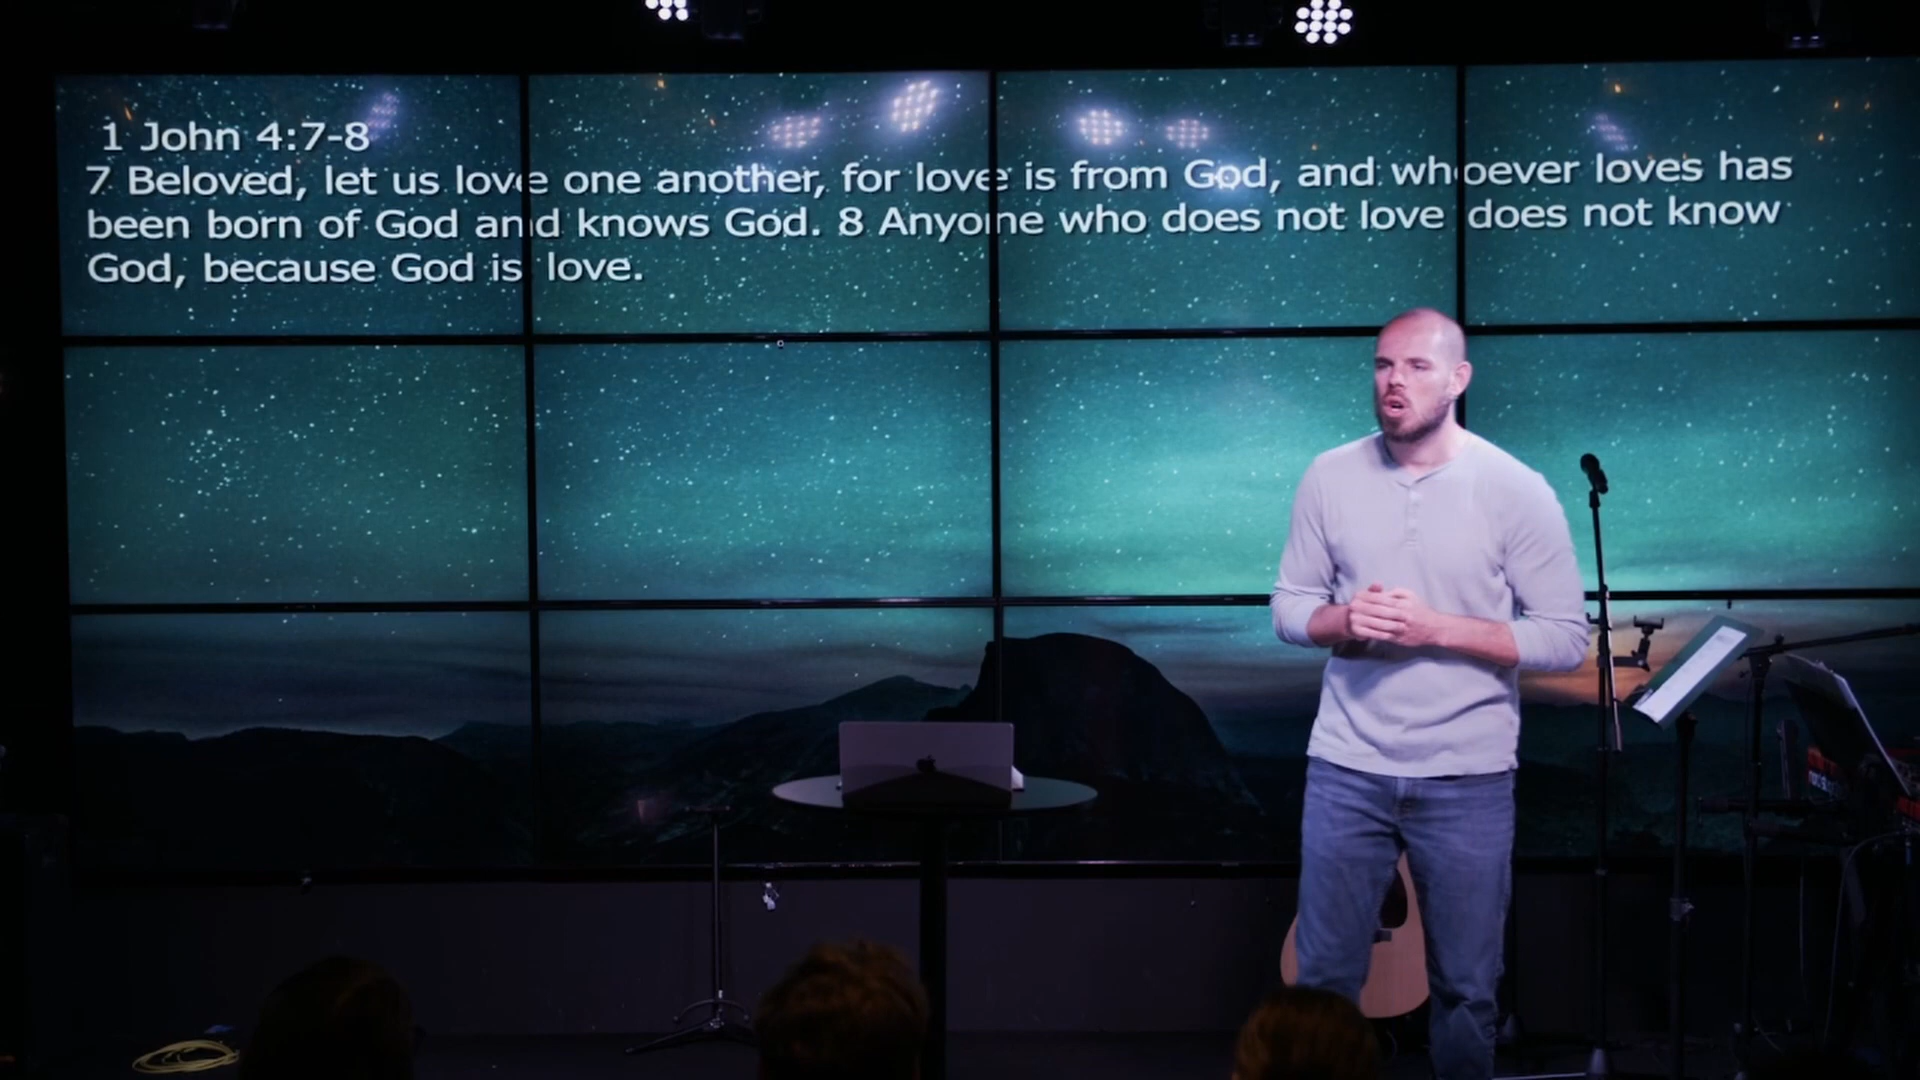 1 John 4:7-8
7 Beloved, let us love one another, for love is from God, and whoever loves has
been born of God and knows God. 8 Anyone who does not love does not know
God, because God is love.